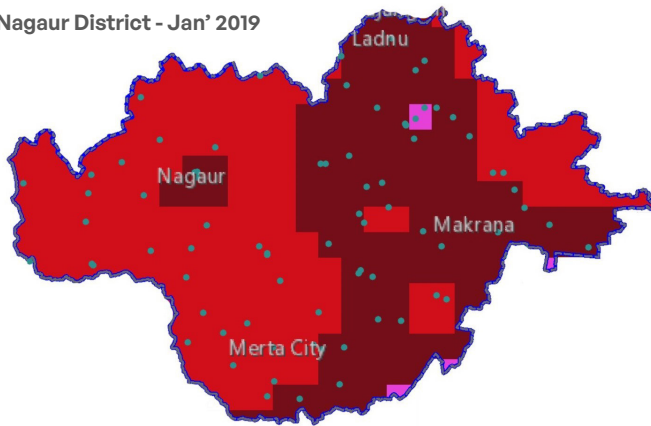 Nagaur District - Jan’ 2019
Ladnu
Nagaur
Makrana
Merta City